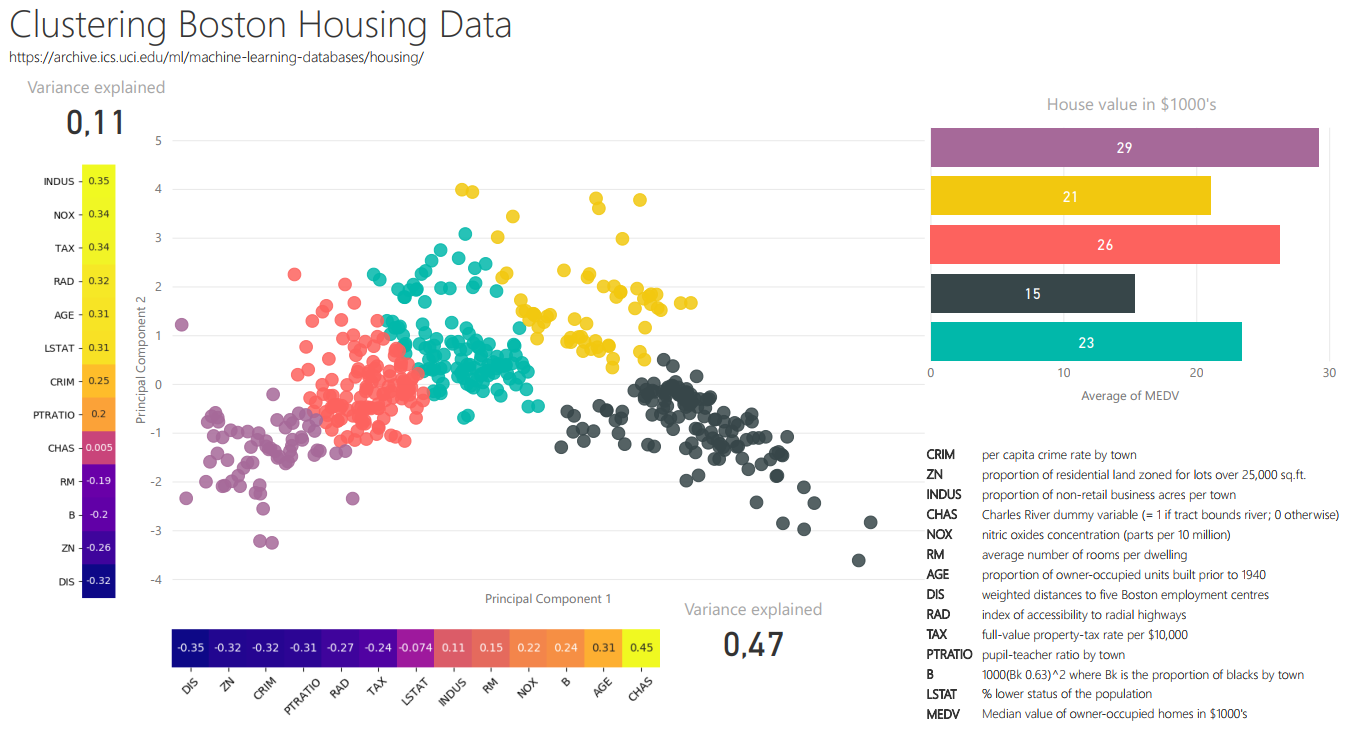 Clustering Boston Housing Data
https://archive.ics.uci.edu/ml/machine-learning-databases/housing/
Variance explained
0,11
INDUS 0.35
NOX 0.34
TAX 0.34
RAD 0.32
AGE 0.31
LSTAT 0.31
CRIM 0.25
PTRATIO 0.2
CHAS 0.005
RM -0.19
B -0.2
ZN -0.26
DIS -0.32
Principal Component 2
5
4
3
2
1
0
-1
-2
-3
-4
Principal Component 1
Variance explained
0,47
-0.35 -0.32 -0.32 -0.31 -0.27 -0.24 -0.074 0.11 0.15 0.22 0.24 0.31 0.45
DIS ZN CRIM PTRATIO RAD TAX LSTAT INDUS RM NOX B AGE CHAS
House value in $1000's
29
21
26
15
23
0 10 20 30
Average of MEDV
CRIM per capita crime rate by town
ZN proportion of residential land zoned for lots over 25,000 sq.ft.
INDUS proportion of non-retail business acres per town
CHAS Charles River dummy variable (= 1 if tract bounds river; 0 otherwise)
NOX nitric oxides concentration (parts per 10 million)
RM average number of rooms per dwelling
AGE proportion of owner-occupied units built prior to 1940
DIS weighted distances to five Boston employment centres
RAD index of accessibility to radial highways
TAX full-value property-tax rate per $10,000
PTRATIO pupil-teacher ratio by town
B 1000(Bk 0.63)^2 where Bk is the proportion of blacks by town
LSTAT % lower status of the population
MEDV Median value of owner-occupied homes in $1000's